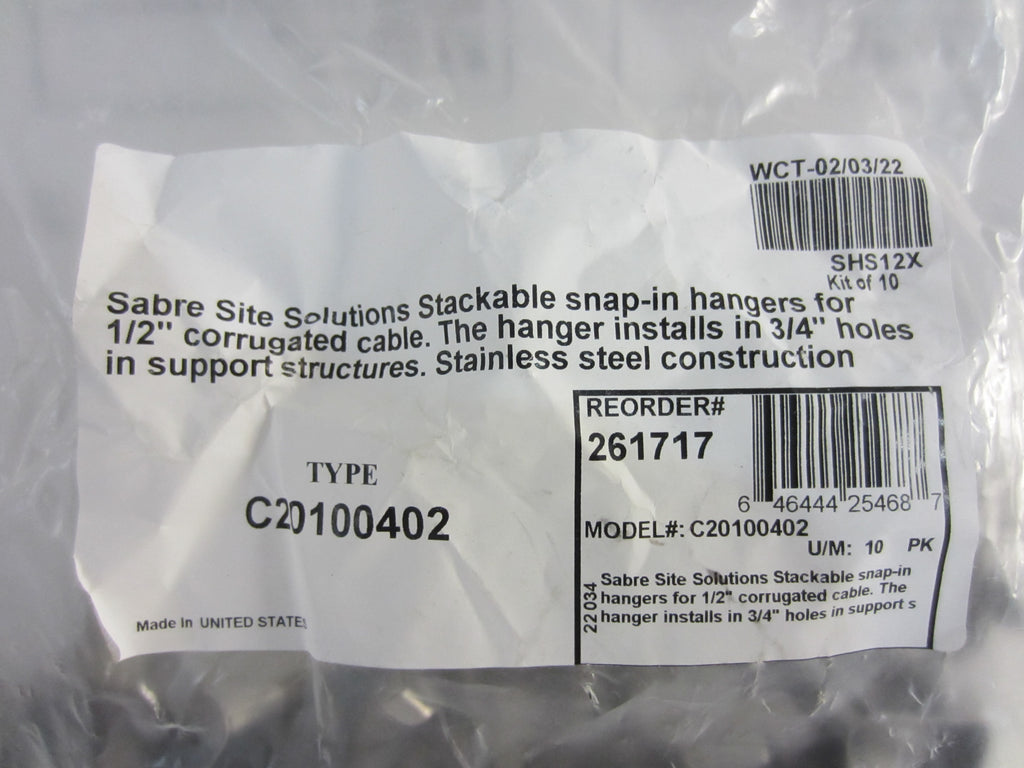 WCT-02/03/22
SHS12X
Kit of 10
Sabre Site Solutions Stackable snap-in hangers for
1/2" corrugated cable. The hanger installs in 3/4" holes
in support structures. Stainless steel construction
REORDER#
261717
6 46444 25468 7
TYPE
C20100402
MODEL#: C20100402
U/M: 10 PK
Sabre Site Solutions Stackable snap-in
hangers for 1/2" corrugated cable. The
hanger installs in 3/4" holes in support s
22034
Made In UNITED STATES